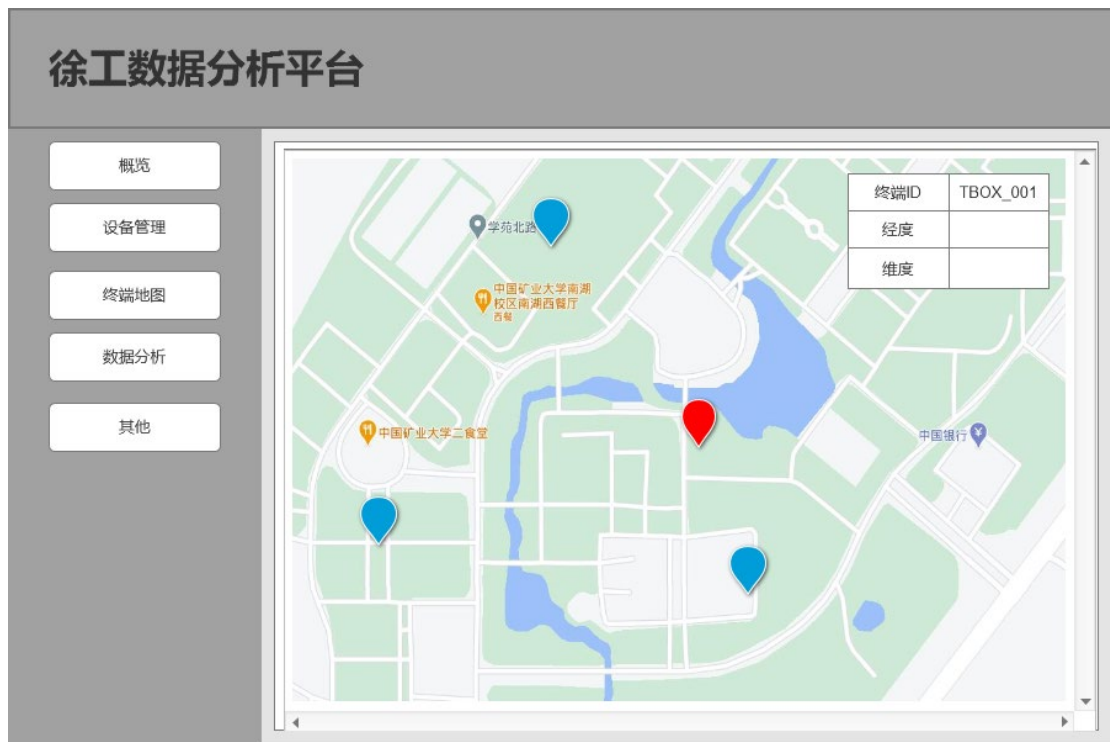 徐工数据分析平台
概览
设备管理
终端地图
数据分析
其他
终端ID TBOX_001
经度
维度
学苑北路
中国矿业大学南湖
校区南湖西餐厅
西餐
中国矿业大学二食堂
中国银行